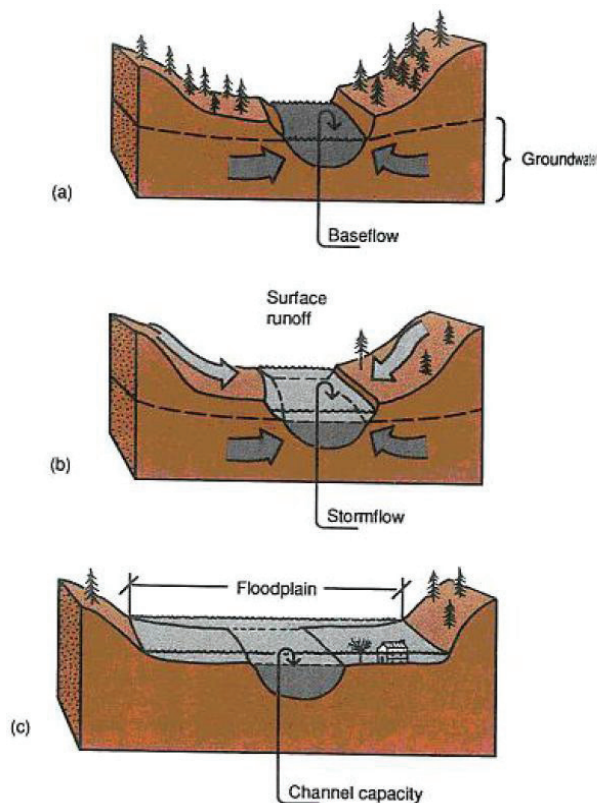 Groundwater
(a)
Baseflow
Surface
runoff
(b)
Stormflow
Floodplain
(c)
Channel capacity